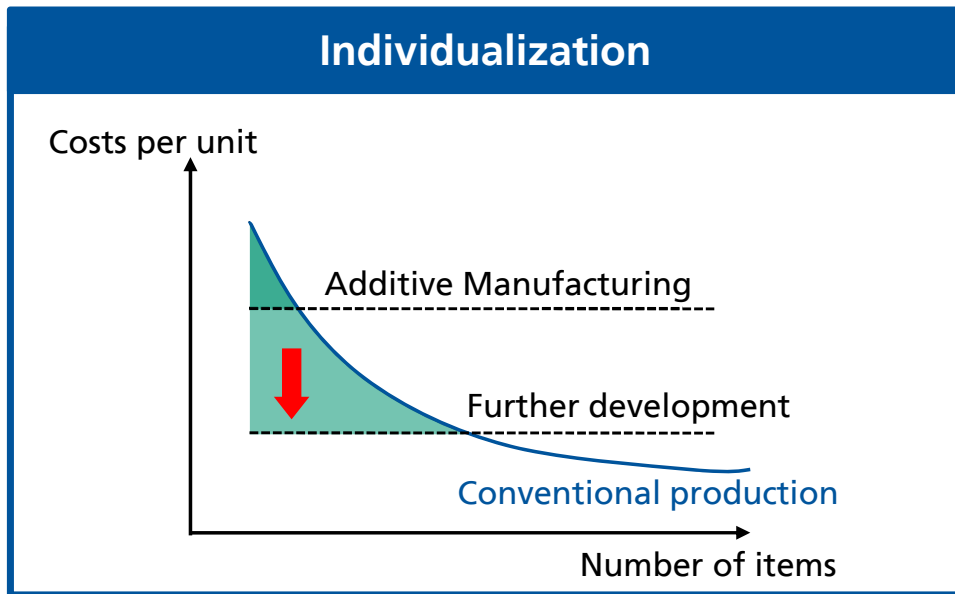 Individualization
Costs per unit
Additive Manufacturing
Further development
Conventional production
Number of items